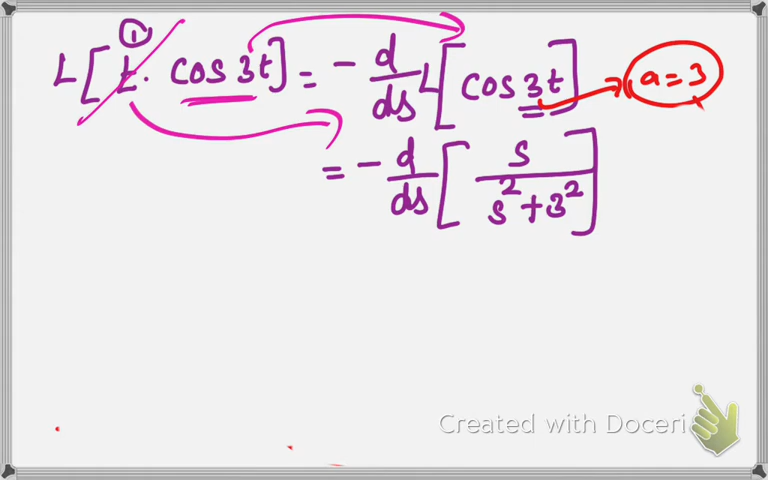 ①
L[t. cos 3t] = - d/ds L[cos 3t] → a = 3
= - d/ds [s/s²+3²]
Created with Doceri